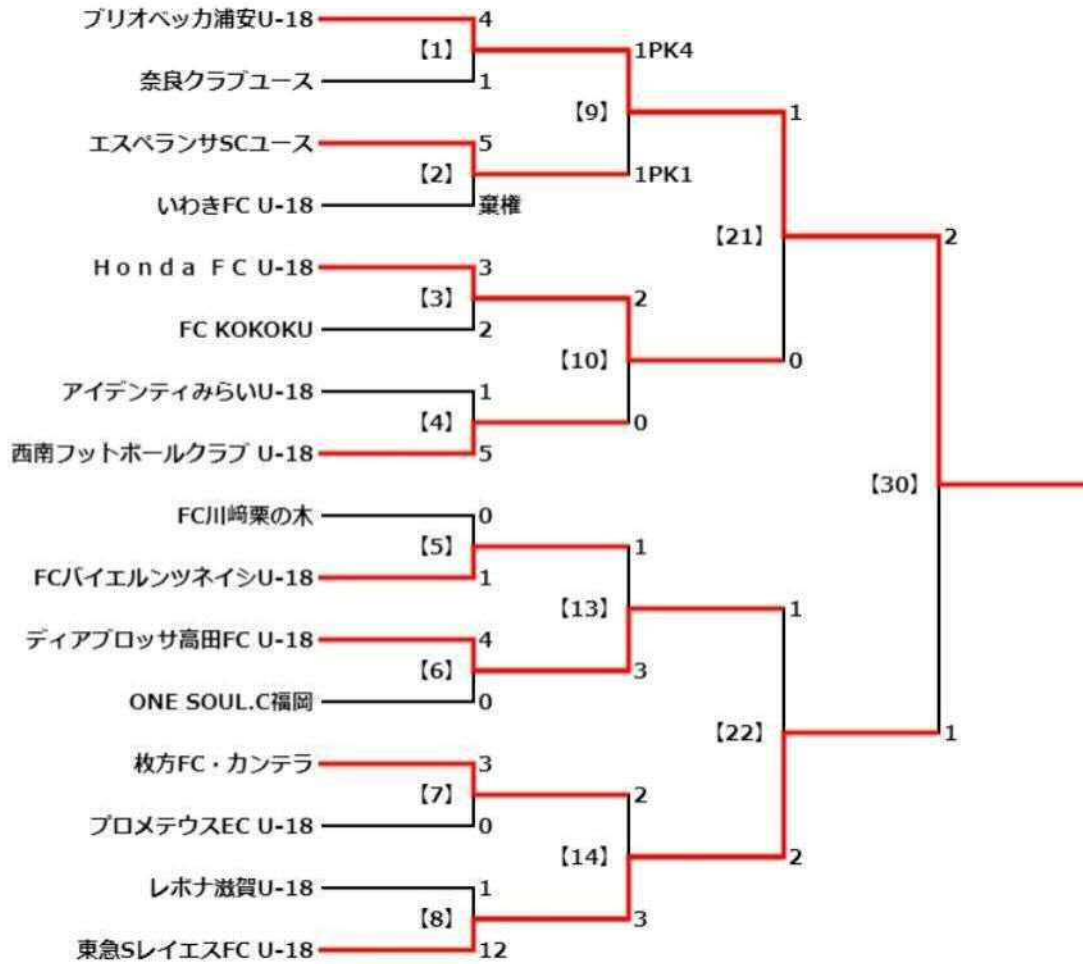 ブリオベッカ浦安U-18
4
【1】
1PK4
奈良クラブユース
1
【9】
1
エスペランサSCユース
5
【2】
1PK1
いわきFC U-18
棄権
【21】
2
Ｈｏｎｄａ ＦＣ U-18
3
【3】
2
FC KOKOKU
2
【10】
0
アイデンティみらいU-18
1
【4】
0
西南フットボールクラブ U-18
5
【30】
FC川﨑栗の木
0
【5】
1
FCバイエルンツネイシU-18
1
【13】
1
ディアブロッサ高田FC U-18
4
【6】
3
ONE SOUL.C福岡
0
【22】
1
枚方FC・カンテラ
3
【7】
2
プロメテウスEC U-18
0
【14】
2
レボナ滋賀U-18
1
【8】
3
東急SレイエスFC U-18
12